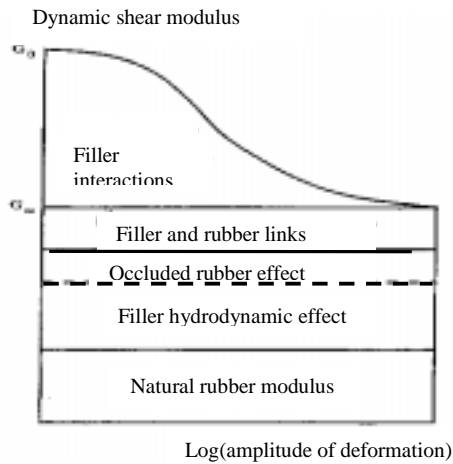 Dynamic shear modulus
G₀
Filler
interactions
G∞
Filler and rubber links
Occluded rubber effect
Filler hydrodynamic effect
Natural rubber modulus
Log(amplitude of deformation)